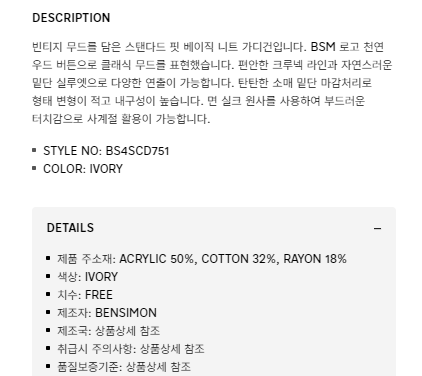 DESCRIPTION
빈티지 무드를 담은 스탠다드 핏 베이직 니트 가디건입니다. BSM 로고 천연
우드 버튼으로 클래식 무드를 표현했습니다. 편안한 크루넥 라인과 자연스러운
밑단 실루엣으로 다양한 연출이 가능합니다. 탄탄한 소매 밑단 마감처리로
형태 변형이 적고 내구성이 높습니다. 면 실크 원사를 사용하여 부드러운
터치감으로 사계절 활용이 가능합니다.
STYLE NO: BS4SCD751
COLOR: IVORY
DETAILS
제품 주소재: ACRYLIC 50%, COTTON 32%, RAYON 18%
색상: IVORY
치수: FREE
제조자: BENSIMON
제조국: 상품상세 참조
취급시 주의사항: 상품상세 참조
품질보증기준: 상품상세 참조